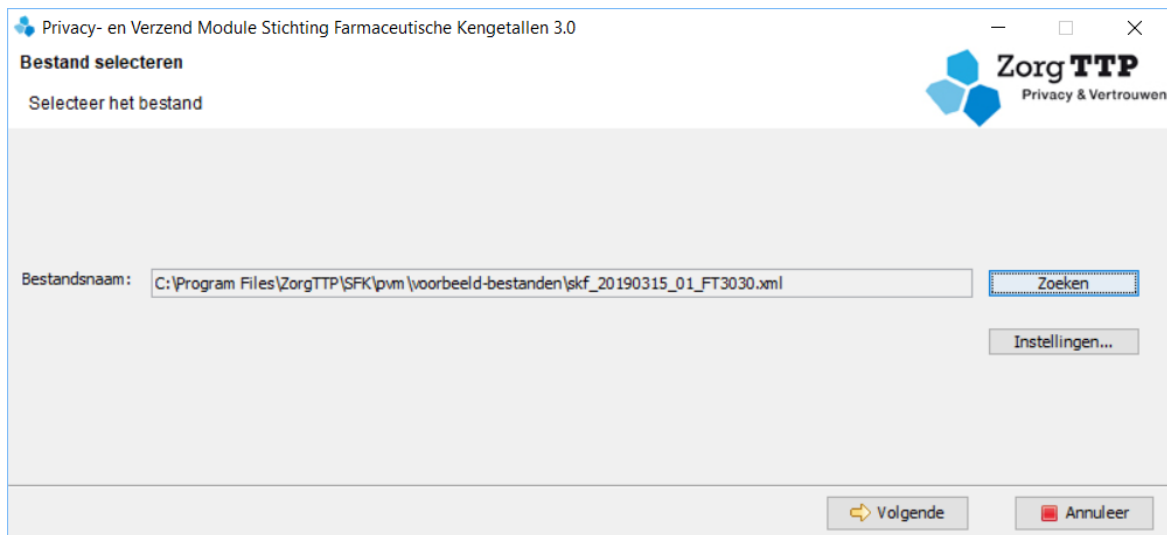 Privacy- en Verzend Module Stichting Farmaceutische Kengetallen 3.0
Bestand selecteren
Selecteer het bestand
Zorg TTP
Privacy & Vertrouwen
Bestandsnaam:
C:\Program Files\ZorgTTP\SFK\pvm\voorbeeld-bestanden\skf_20190315_01_FT3030.xml
Zoeken
Instellingen...
Volgende
Annuleer